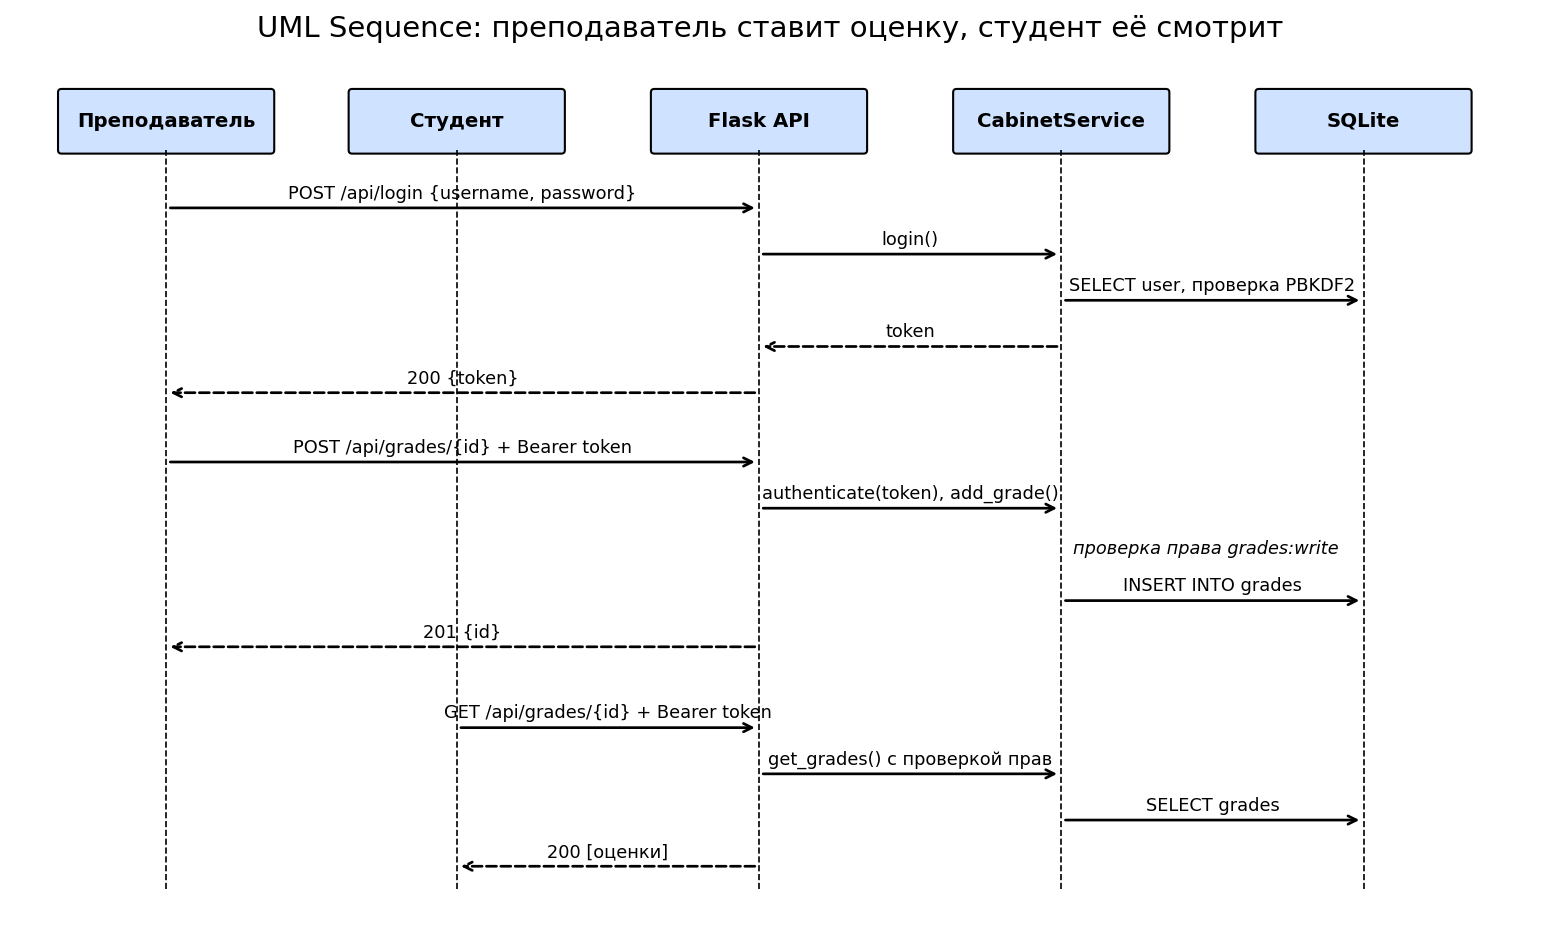 UML Sequence: преподаватель ставит оценку, студент её смотрит
Преподаватель
Студент
Flask API
CabinetService
SQLite
POST /api/login {username, password}
login()
SELECT user, проверка PBKDF2
token
200 {token}
POST /api/grades/{id} + Bearer token
authenticate(token), add_grade()
проверка права grades:write
INSERT INTO grades
201 {id}
GET /api/grades/{id} + Bearer token
get_grades() с проверкой прав
SELECT grades
200 [оценки]